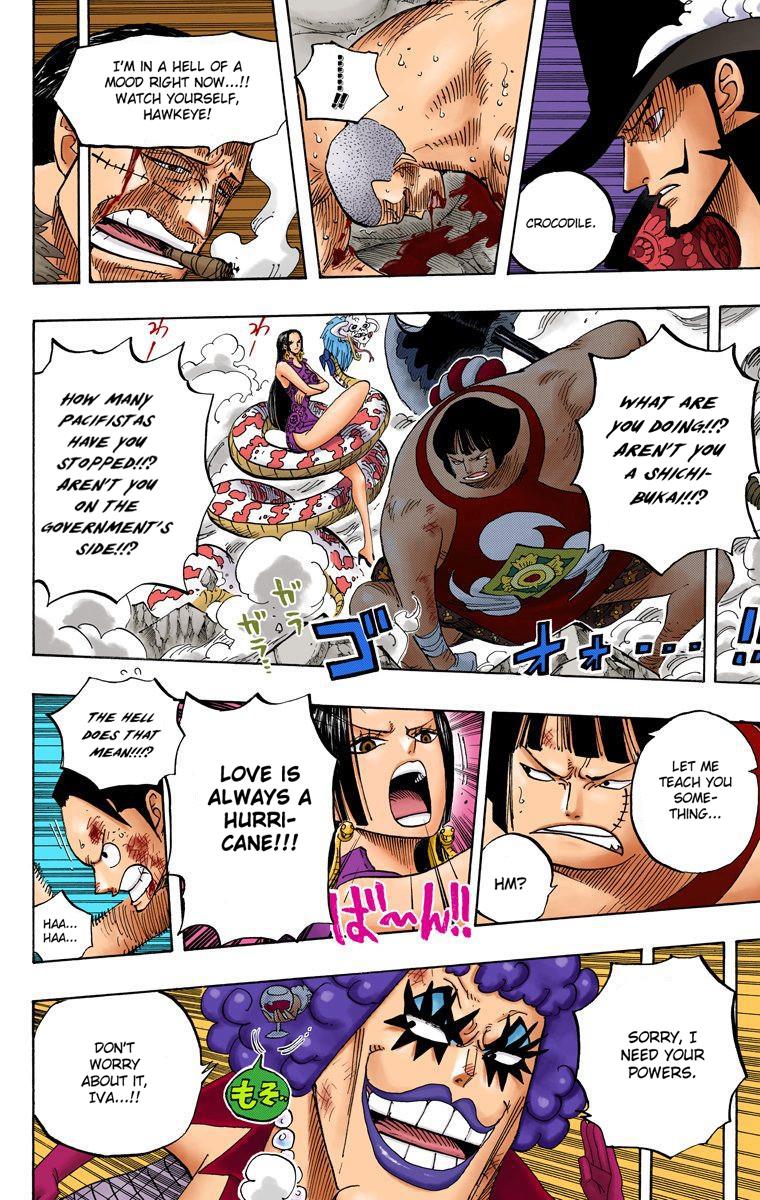 CROCODILE.
..........!!
I'M IN A HELL OF A
MOOD RIGHT NOW...!!
WATCH YOURSELF,
HAWKEYE!
WHAT ARE
YOU DOING!!?
AREN'T YOU
A SHICHI-
BUKAI!!?
HOW MANY
PACIFISTAS
HAVE YOU
STOPPED!!?
AREN'T YOU
ON THE
GOVERNMENT'S
SIDE!!?
ガラ
ガラ
ゴ
オォ・・・・!!
LET ME
TEACH YOU
SOME-
THING...
HM?
LOVE IS
ALWAYS A
HURRI-
CANE!!!
ば〜ん!!
THE HELL
DOES THAT
MEAN!!!?
HAA...
HAA...
SORRY, I
NEED YOUR
POWERS.
もそ・・
DON'T
WORRY
ABOUT IT,
IVA...!!